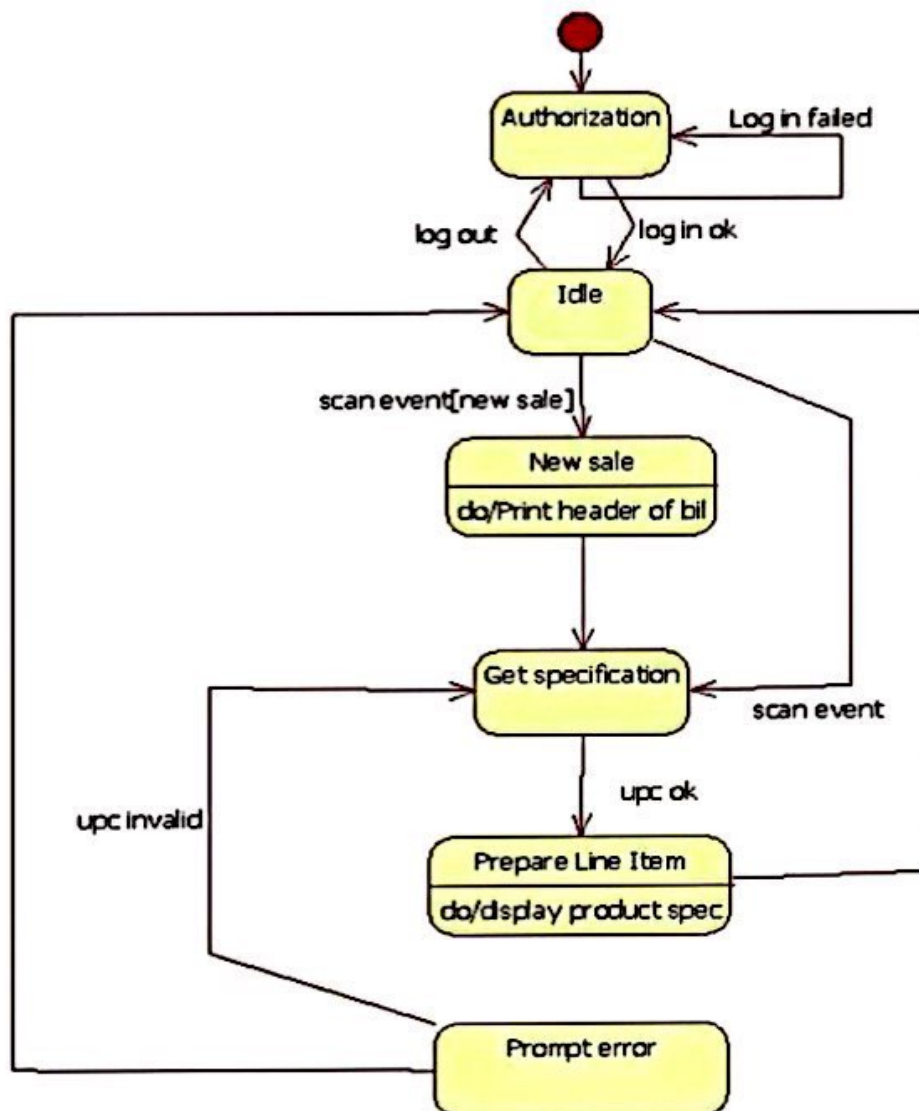 Authorization
Log in failed
log out
log in ok
Idle
scan event[new sale]
New sale
do/Print header of bil
Get specification
scan event
upc ok
upc invalid
Prepare Line Item
do/display product spec
Prompt error